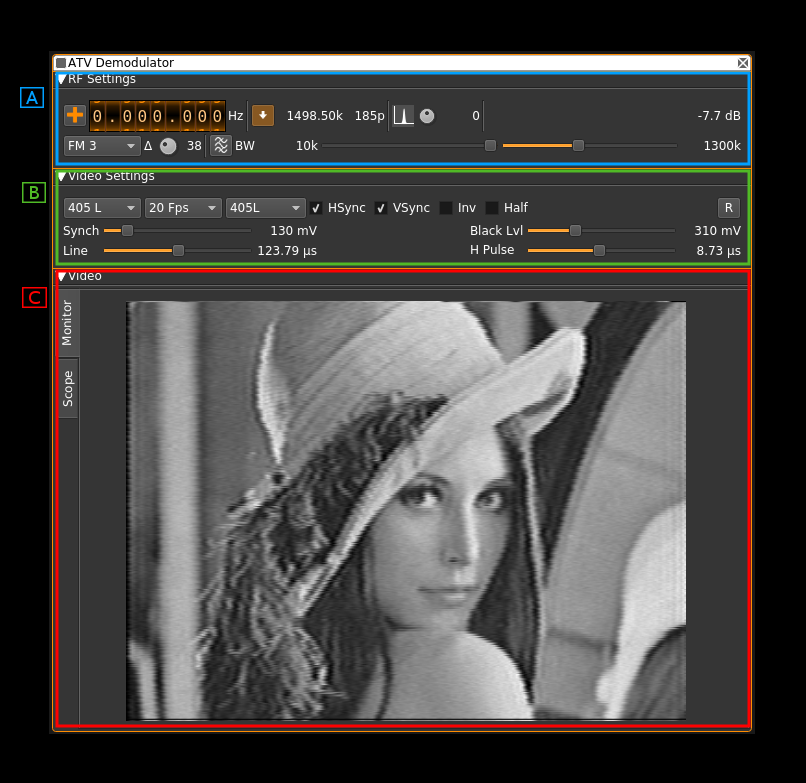 ATV Demodulator
A
RF Settings
0.000.000 Hz 1498.50k 185p 0 -7.7 dB
FM 3 Δ 38 BW 10k 1300k
B
Video Settings
405 L 20 Fps 405L HSync VSync Inv Half R
Synch 130 mV Black Lvl 310 mV
Line 123.79 µs H Pulse 8.73 µs
C
Video
Monitor
Scope